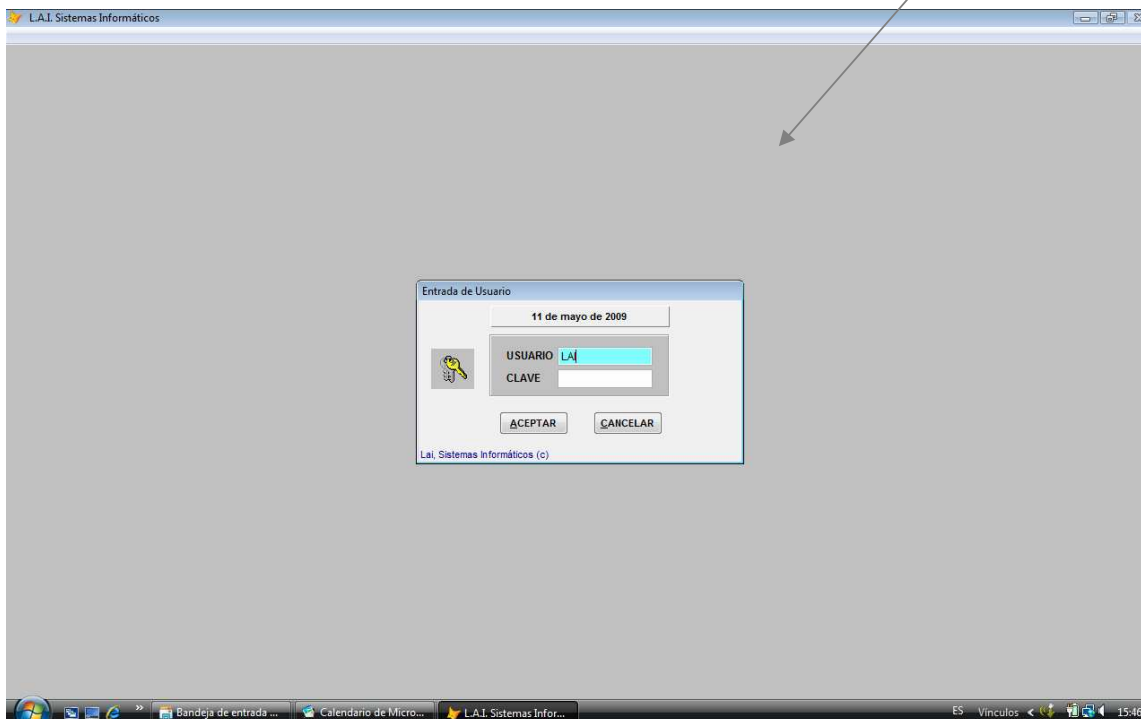 L.A.I. Sistemas Informáticos
Entrada de Usuario
11 de mayo de 2009
USUARIO LAI
CLAVE
ACEPTAR CANCELAR
Lai, Sistemas Informáticos (c)
» Bandeja de entrada ... Calendario de Micro... L.A.I. Sistemas Infor... ES Vínculos < 15:46